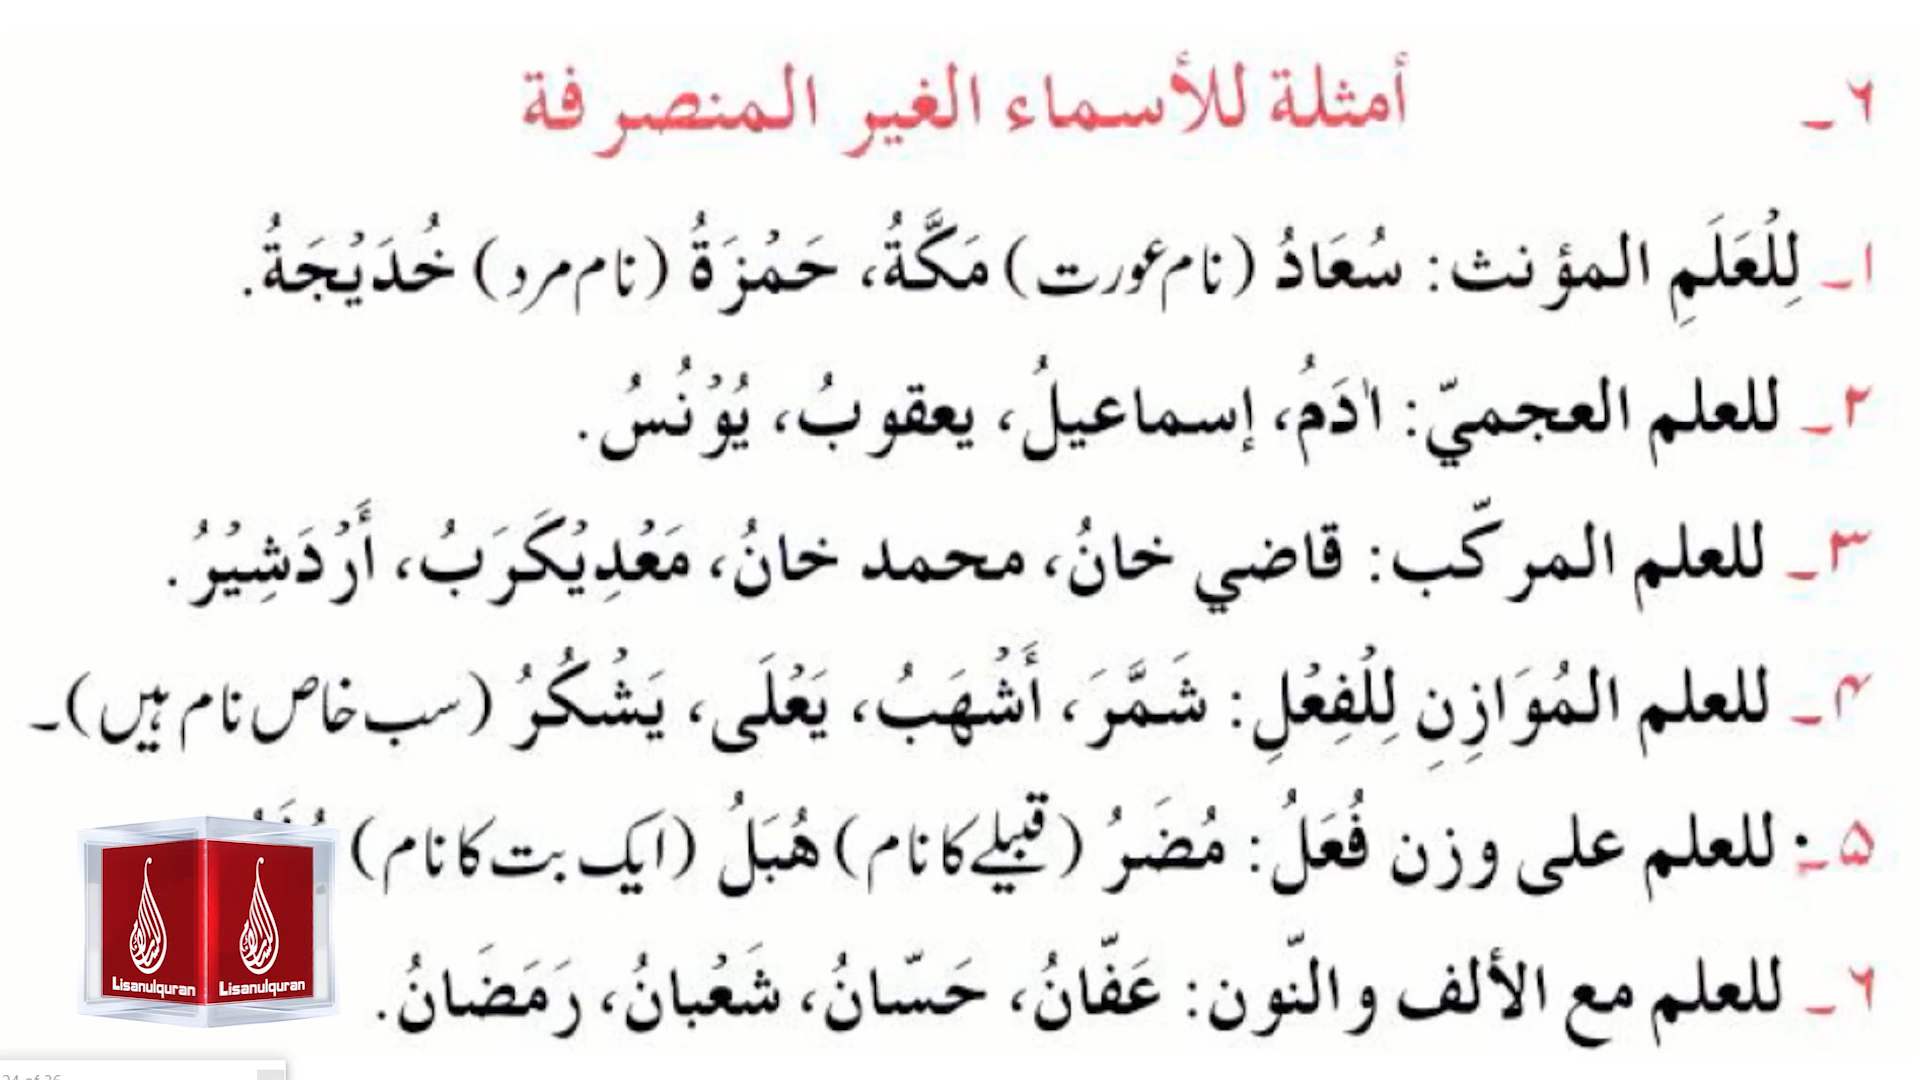 ٦ـ أمثلة للأسماء الغير المنصرفة
١ـ لِلْعَلَمِ المؤنث: سُعَادُ (نام عورت) مَكَّةُ، حَمْزَةُ (نام مرد) خُدَيْجَةُ.
٢ـ للعلم العجميّ: اٰدَمُ، إسماعيلُ، يعقوبُ، يُوْنُسُ.
٣ـ للعلم المركّب: قاضي خانُ، محمد خانُ، مَعْدِيْكَرَبُ، أَرْدَشِيْرُ.
۴ـ للعلم المُوَازِنِ لِلْفِعْلِ: شَمَّرَ، أَشْهَبُ، يَعْلَى، يَشْكُرُ (سب خاص نام ہیں)۔
۵ـ للعلم على وزن فُعَلُ: مُضَرُ (قبیلے کا نام) هُبَلُ (ایک بت کا نام)
٦ـ للعلم مع الألف والنّون: عَفّانُ، حَسّانُ، شَعْبانُ، رَمَضَانُ.
Lisanulquran Lisanulquran